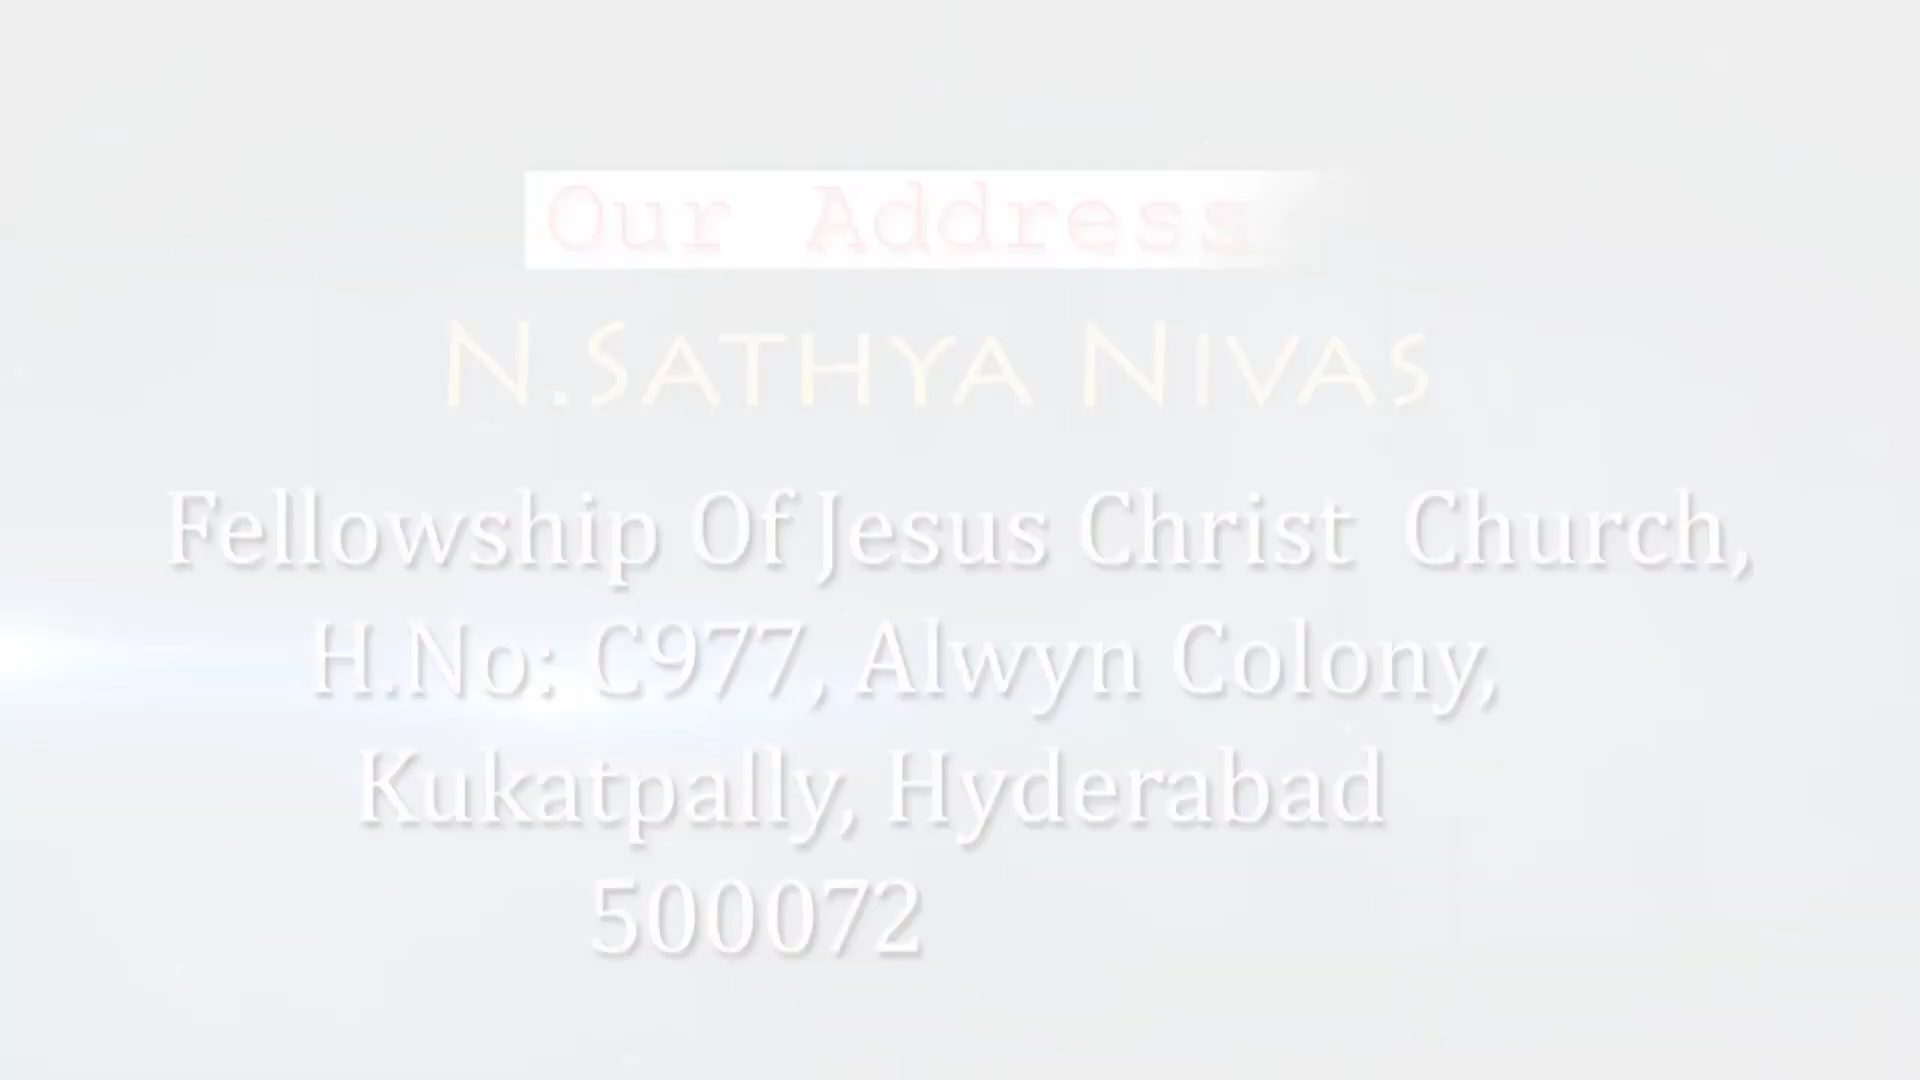 Our Address
N.Sathya Nivas
Fellowship Of Jesus Christ Church,
H.No: C977, Alwyn Colony,
Kukatpally, Hyderabad
500072